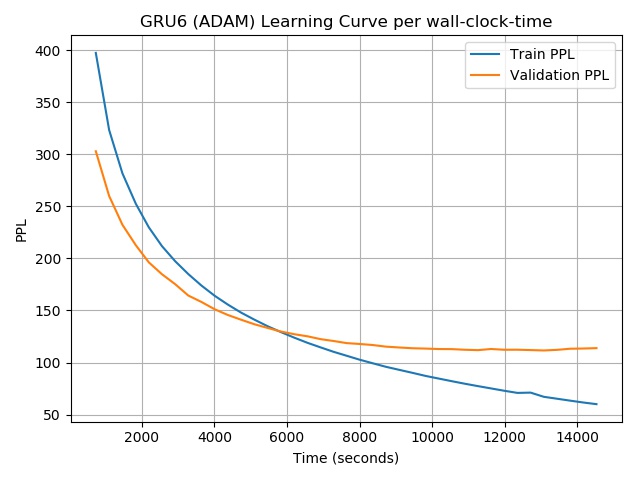 GRU6 (ADAM) Learning Curve per wall-clock-time
Train PPL
Validation PPL
PPL
400
350
300
250
200
150
100
50
2000 4000 6000 8000 10000 12000 14000
Time (seconds)